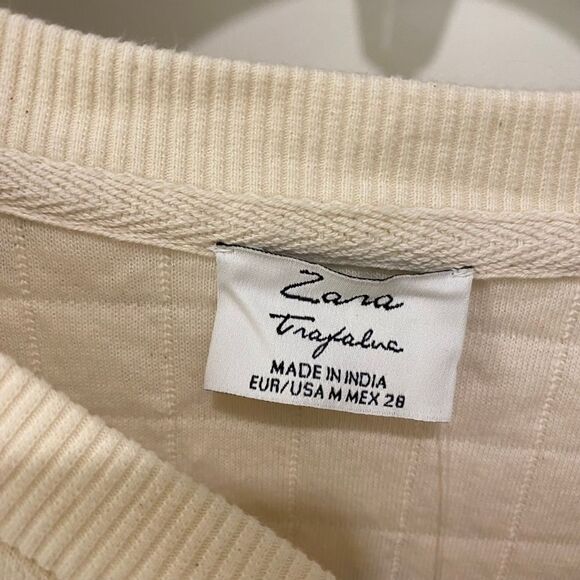 Zara
Trafaluc
MADE IN INDIA
EUR/USA M MEX 28